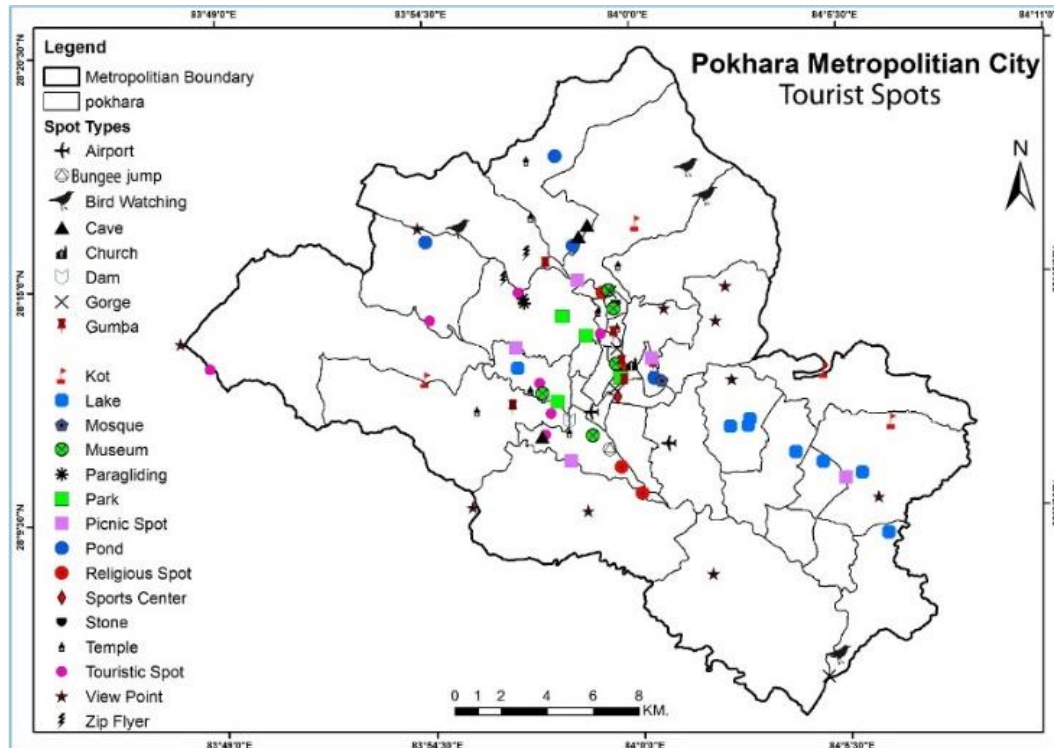 83°49'0"E 83°54'30"E 84°0'0"E 84°5'30"E 84°11'0"E
Pokhara Metropolitian City
Tourist Spots
N
28°20'30"N
28°15'0"N
28°9'30"N
Legend
Metropolitian Boundary
pokhara
Spot Types
Airport
Bungee jump
Bird Watching
Cave
Church
Dam
Gorge
Gumba
Kot
Lake
Mosque
Museum
Paragliding
Park
Picnic Spot
Pond
Religious Spot
Sports Center
Stone
Temple
Touristic Spot
View Point
Zip Flyer
0 1 2 4 6 8
KM.
83°49'0"E 83°54'30"E 84°0'0"E 84°5'30"E